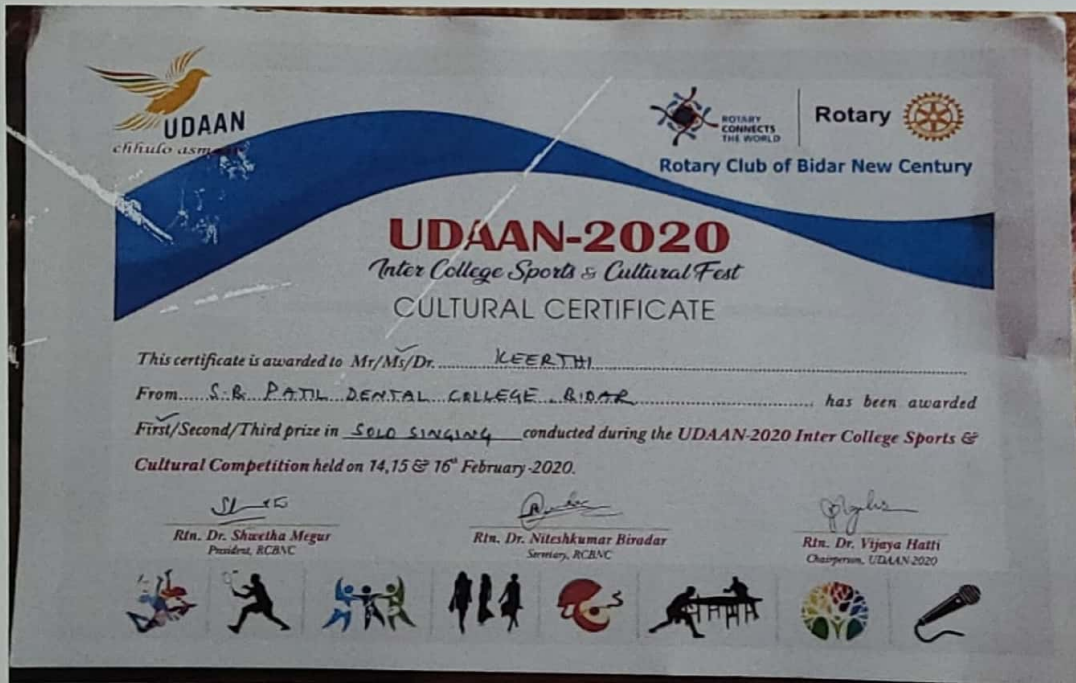 UDAAN
chhulo asmaan
ROTARY
CONNECTS
THE WORLD
Rotary
Rotary Club of Bidar New Century
UDAAN-2020
Inter College Sports & Cultural Fest
CULTURAL CERTIFICATE
This certificate is awarded to Mr/Ms/Dr. KEERTHI
From S.B. PATIL DENTAL COLLEGE BIDAR has been awarded
First/Second/Third prize in SOLO SINGING conducted during the UDAAN-2020 Inter College Sports &
Cultural Competition held on 14,15 & 16th February-2020.
Rtn. Dr. Shwetha Megur
President, RCBNC
Rtn. Dr. Niteshkumar Biradar
Secretary, RCBNC
Rtn. Dr. Vijaya Hatti
Chairperson, UDAAN-2020